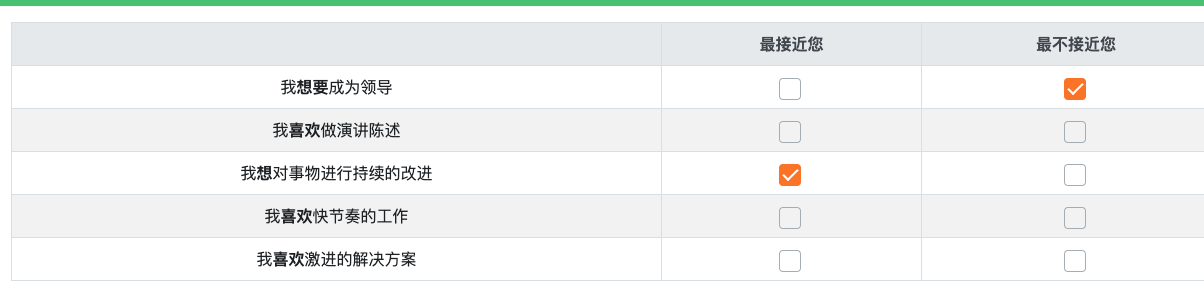 最接近您 最不接近您
我想要成为领导
我喜欢做演讲陈述
我想对事物进行持续的改进
我喜欢快节奏的工作
我喜欢激进的解决方案